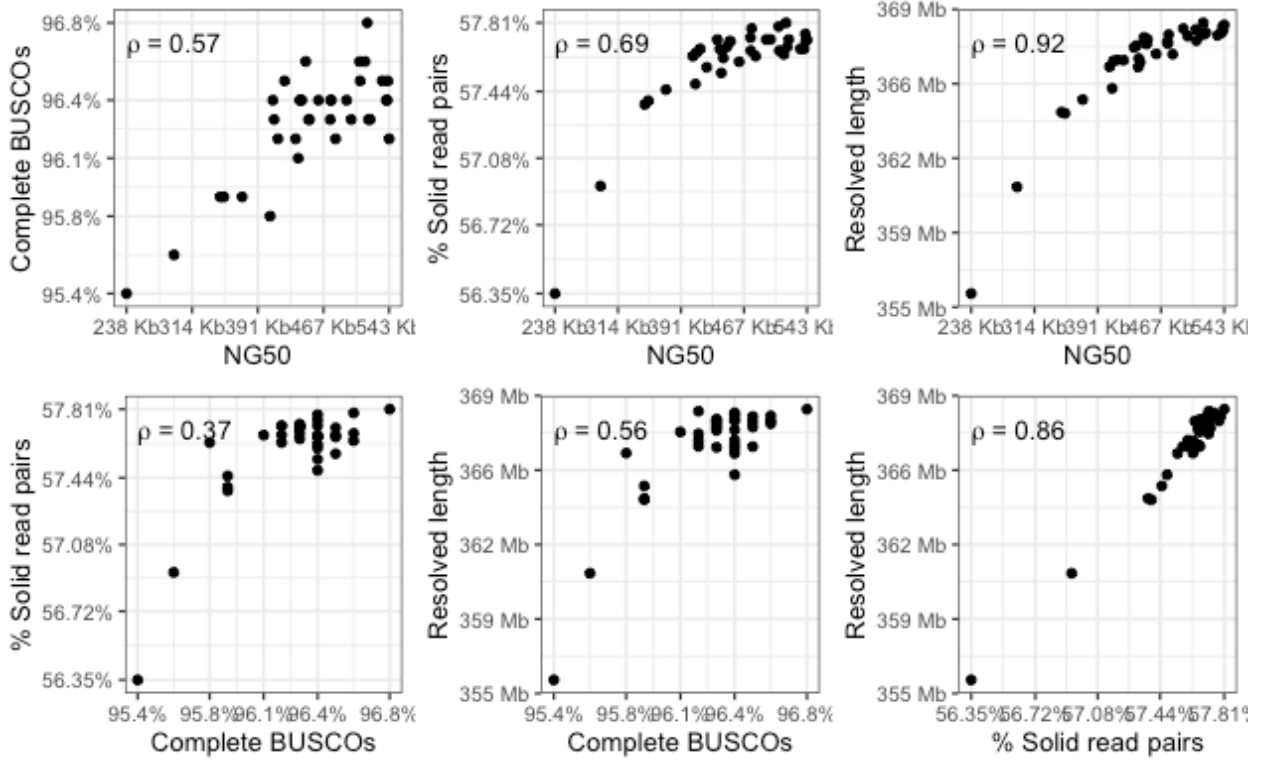 Complete BUSCOs
96.8%
96.4%
96.1%
95.8%
95.4%
ρ = 0.57
238 Kb 314 Kb 391 Kb 467 Kb 543 Kb
NG50
% Solid read pairs
57.81%
57.44%
57.08%
56.72%
56.35%
ρ = 0.69
238 Kb 314 Kb 391 Kb 467 Kb 543 Kb
NG50
Resolved length
369 Mb
366 Mb
362 Mb
359 Mb
355 Mb
ρ = 0.92
238 Kb 314 Kb 391 Kb 467 Kb 543 Kb
NG50
% Solid read pairs
57.81%
57.44%
57.08%
56.72%
56.35%
ρ = 0.37
95.4% 95.8% 96.1% 96.4% 96.8%
Complete BUSCOs
Resolved length
369 Mb
366 Mb
362 Mb
359 Mb
355 Mb
ρ = 0.56
95.4% 95.8% 96.1% 96.4% 96.8%
Complete BUSCOs
Resolved length
369 Mb
366 Mb
362 Mb
359 Mb
355 Mb
ρ = 0.86
56.35% 56.72% 57.08% 57.44% 57.81%
% Solid read pairs